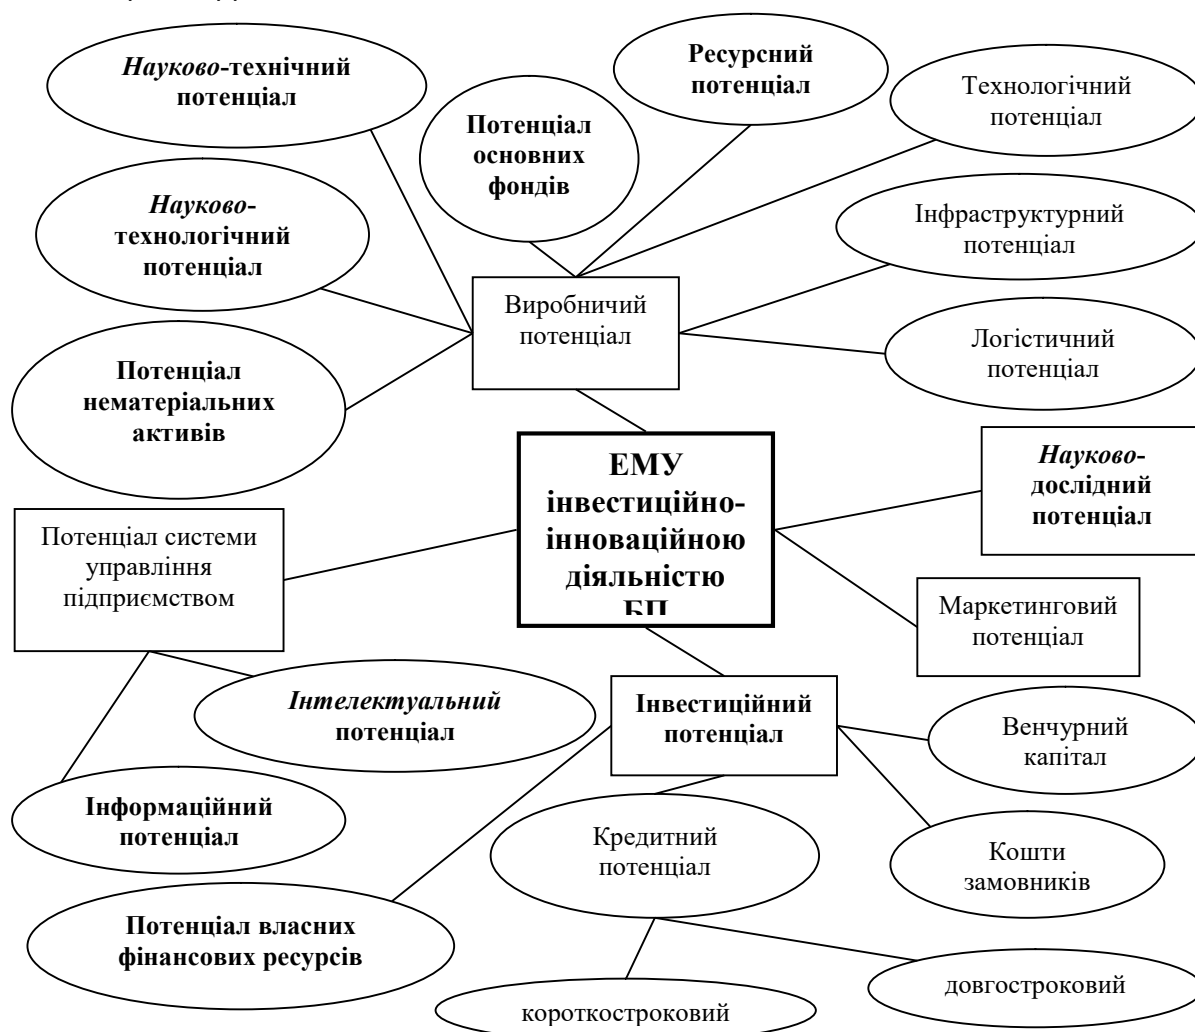 Науково-технічний
потенціал
Ресурсний
потенціал
Технологічний
потенціал
Потенціал
основних
фондів
Науково-
технологічний
потенціал
Інфраструктурний
потенціал
Виробничий
потенціал
Логістичний
потенціал
Потенціал
нематеріальних
активів
ЕМУ
інвестиційно-
інноваційною
діяльністю
БП
Науково-
дослідний
потенціал
Потенціал системи
управління
підприємством
Маркетинговий
потенціал
Інтелектуальний
потенціал
Інвестиційний
потенціал
Венчурний
капітал
Інформаційний
потенціал
Кредитний
потенціал
Кошти
замовників
Потенціал власних
фінансових ресурсів
короткостроковий
довгостроковий